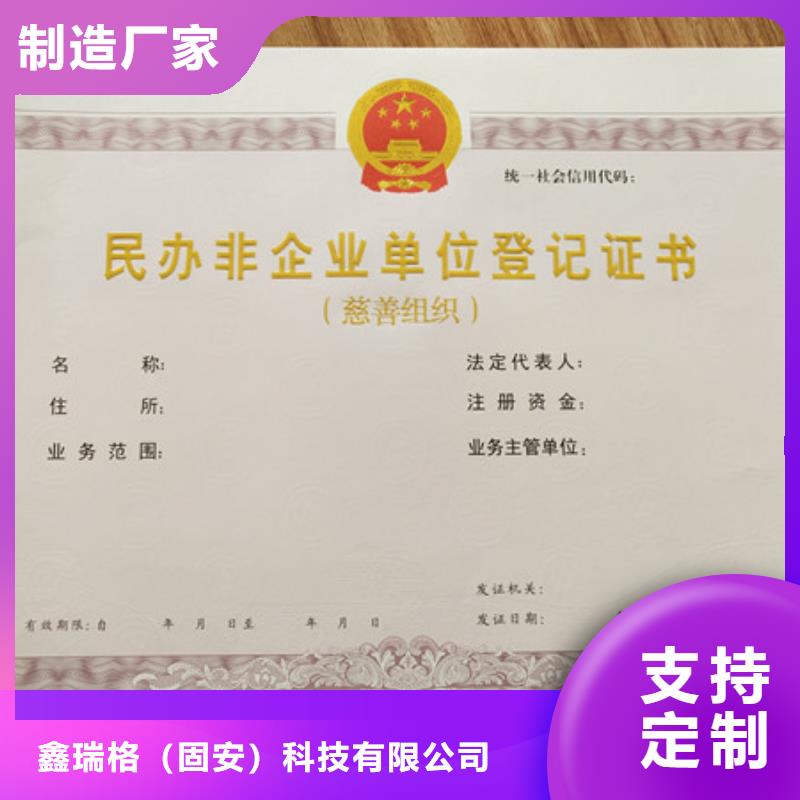 制造厂家
统一社会信用代码：
民办非企业单位登记证书
（慈善组织）
名 称：
法定代表人：
住 所：
注册资金：
业务范围：
业务主管单位：
发证机关：
发证日期：
有效期限：自 年 月 日至 年 月 日
支持
定制
鑫瑞格（固安）科技有限公司